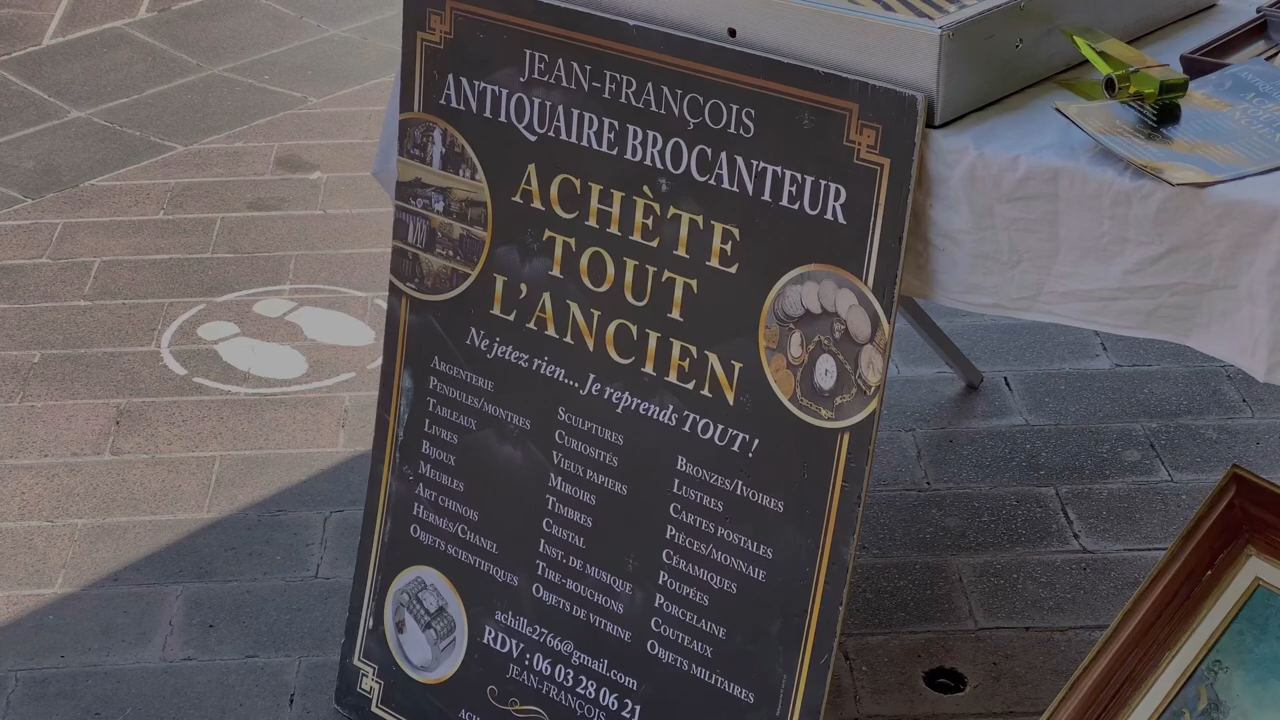 JEAN-FRANÇOIS
ANTIQUAIRE BROCANTEUR
ACHÈTE
TOUT
L'ANCIEN
Ne jetez rien... Je reprends TOUT !
ARGENTERIE
PENDULES/MONTRES
TABLEAUX
LIVRES
BIJOUX
MEUBLES
ART CHINOIS
HERMÈS/CHANEL
OBJETS SCIENTIFIQUES
SCULPTURES
CURIOSITÉS
VIEUX PAPIERS
MIROIRS
TIMBRES
CRISTAL
INST. DE MUSIQUE
TIRE-BOUCHONS
OBJETS DE VITRINE
BRONZES/IVOIRES
LUSTRES
CARTES POSTALES
PIÈCES/MONNAIE
CÉRAMIQUES
POUPÉES
PORCELAINE
COUTEAUX
OBJETS MILITAIRES
achille2766@gmail.com
RDV : 06 03 28 06 21
JEAN-FRANÇOIS